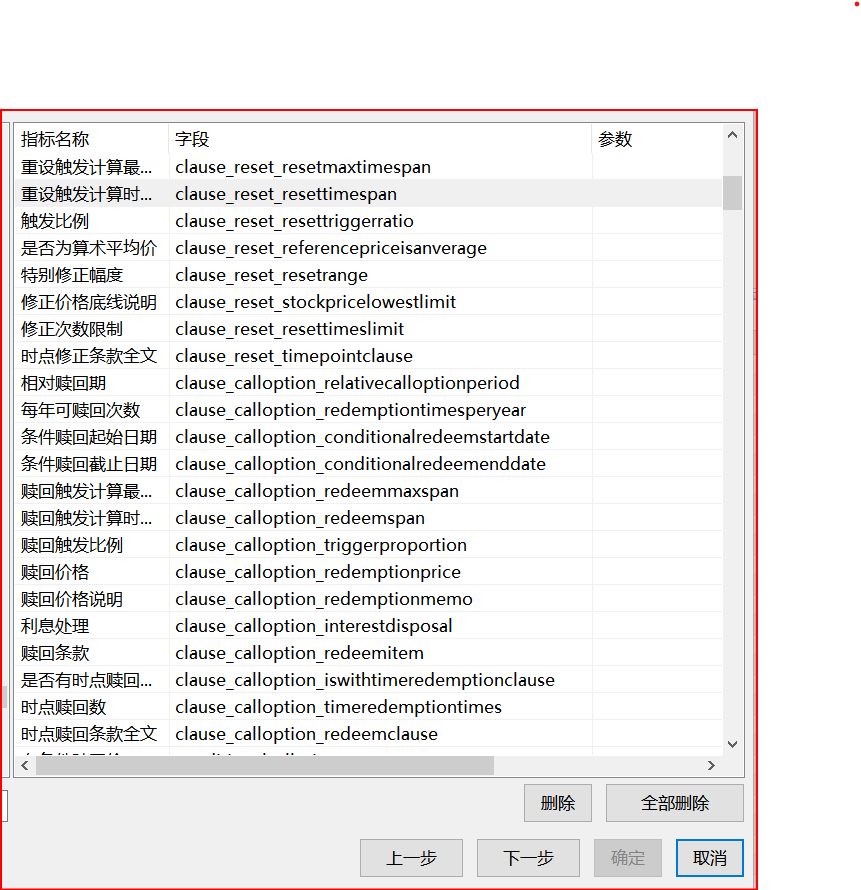 指标名称 字段 参数
重设触发计算最... clause_reset_resetmaxtimespan
重设触发计算时... clause_reset_resettimespan
触发比例 clause_reset_resettriggerratio
是否为算术平均价 clause_reset_referencepriceisanverage
特别修正幅度 clause_reset_resetrange
修正价格底线说明 clause_reset_stockpricelowestlimit
修正次数限制 clause_reset_resettimeslimit
时点修正条款全文 clause_reset_timepointclause
相对赎回期 clause_calloption_relativecalloptionperiod
每年可赎回次数 clause_calloption_redemptiontimesperyear
条件赎回起始日期 clause_calloption_conditionalredeemstartdate
条件赎回截止日期 clause_calloption_conditionalredeemenddate
赎回触发计算最... clause_calloption_redeemmaxspan
赎回触发计算时... clause_calloption_redeemspan
赎回触发比例 clause_calloption_triggerproportion
赎回价格 clause_calloption_redemptionprice
赎回价格说明 clause_calloption_redemptionmemo
利息处理 clause_calloption_interestdisposal
赎回条款 clause_calloption_redeemitem
是否有时点赎回... clause_calloption_iswithtimeredemptionclause
时点赎回数 clause_calloption_timeredemptiontimes
时点赎回条款全文 clause_calloption_redeemclause
删除 全部删除
上一步 下一步 确定 取消